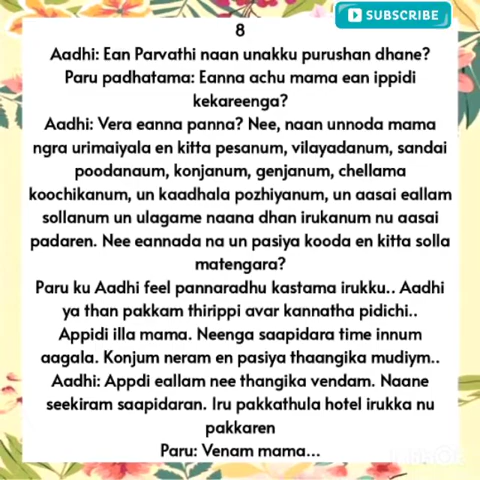 SUBSCRIBE
8
Aadhi: Ean Parvathi naan unakku purushan dhane?
Paru padhatama: Eanna achu mama ean ippidi
kekareenga?
Aadhi: Vera eanna panna? Nee, naan unnoda mama
ngra urimaiyala en kitta pesanum, vilayadanum, sandai
poodanaum, konjanum, genjanum, chellama
koochikanum, un kaadhala pozhiyanum, un aasai eallam
sollanum un ulagame naana dhan irukanum nu aasai
padaren. Nee eannada na un pasiya kooda en kitta solla
matengara?
Paru ku Aadhi feel pannaradhu kastama irukku.. Aadhi
ya than pakkam thirippi avar kannatha pidichi..
Appidi illa mama. Neenga saapidara time innum
aagala. Konjum neram en pasiya thaangika mudiym..
Aadhi: Appdi eallam nee thangika vendam. Naane
seekiram saapidaran. Iru pakkathula hotel irukka nu
pakkaren
Paru: Venam mama...